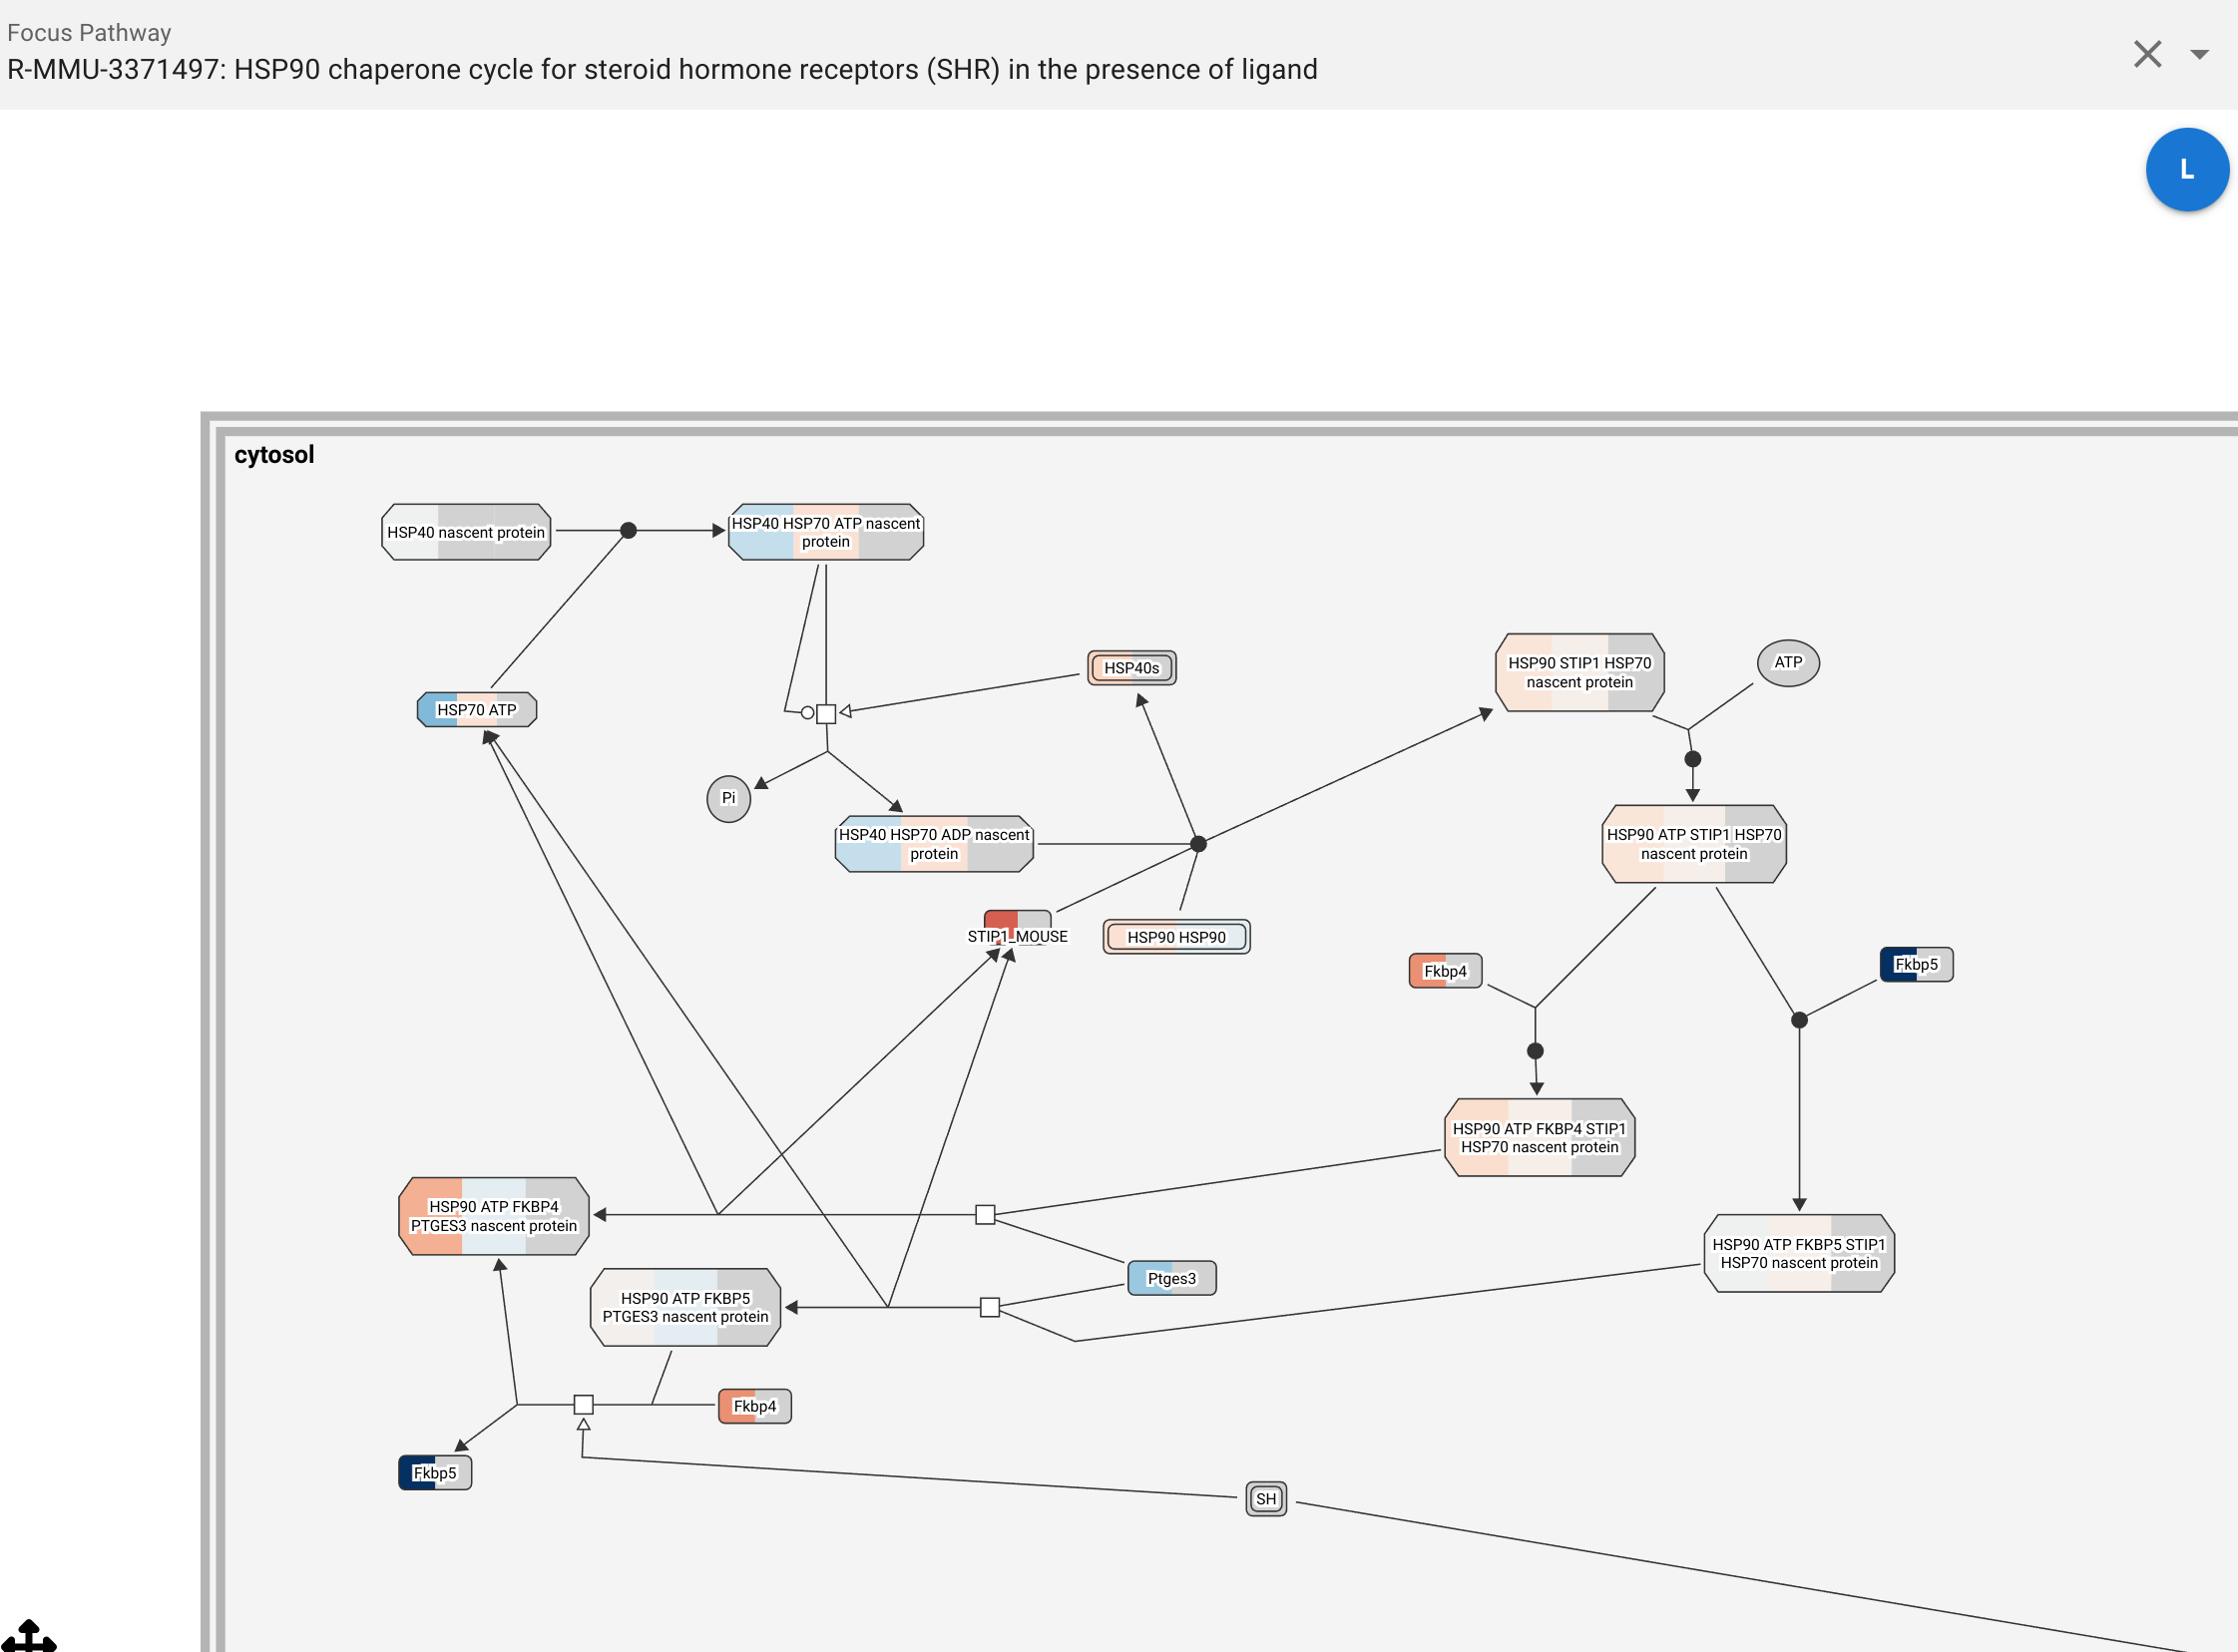 Focus Pathway
R-MMU-3371497: HSP90 chaperone cycle for steroid hormone receptors (SHR) in the presence of ligand
L
cytosol
HSP40 nascent protein
HSP40 HSP70 ATP nascent
protein
HSP70 ATP
HSP40s
HSP90 STIP1 HSP70
nascent protein
ATP
Pi
HSP40 HSP70 ADP nascent
protein
HSP90 ATP STIP1 HSP70
nascent protein
STIP1_MOUSE
HSP90 HSP90
Fkbp4
Fkbp5
HSP90 ATP FKBP4 STIP1
HSP70 nascent protein
HSP90 ATP FKBP4
PTGES3 nascent protein
HSP90 ATP FKBP5 STIP1
HSP70 nascent protein
Ptges3
HSP90 ATP FKBP5
PTGES3 nascent protein
Fkbp4
Fkbp5
SH